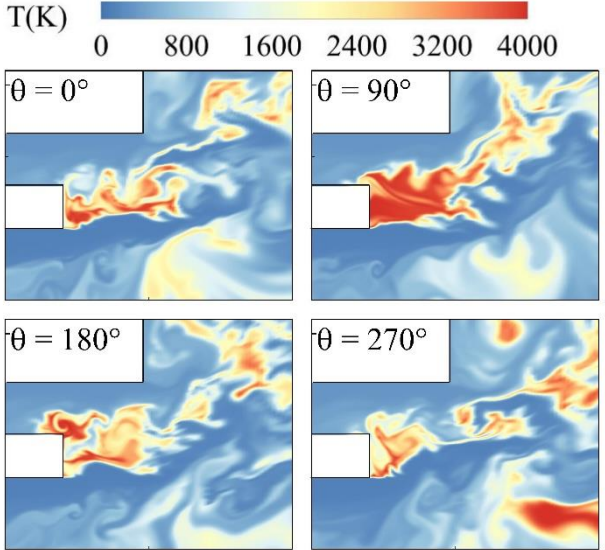 T(K)
0 800 1600 2400 3200 4000
θ = 0°
θ = 90°
θ = 180°
θ = 270°